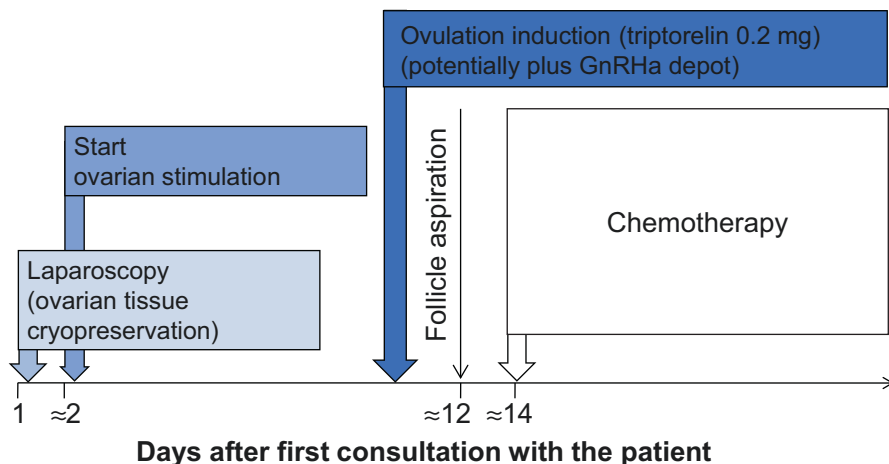 Ovulation induction (triptorelin 0.2 mg)
(potentially plus GnRHa depot)
Start
ovarian stimulation
Follicle aspiration
Chemotherapy
Laparoscopy
(ovarian tissue
cryopreservation)
1 ≈2 ≈12 ≈14
Days after first consultation with the patient